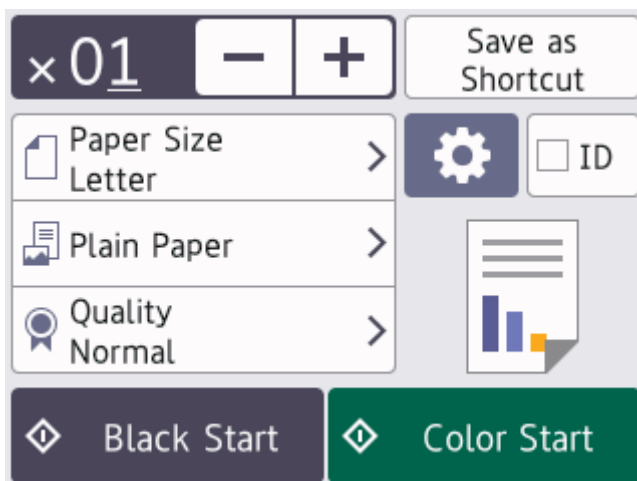 ×01 − +
Save as
Shortcut
Paper Size
Letter
ID
Plain Paper
Quality
Normal
Black Start
Color Start